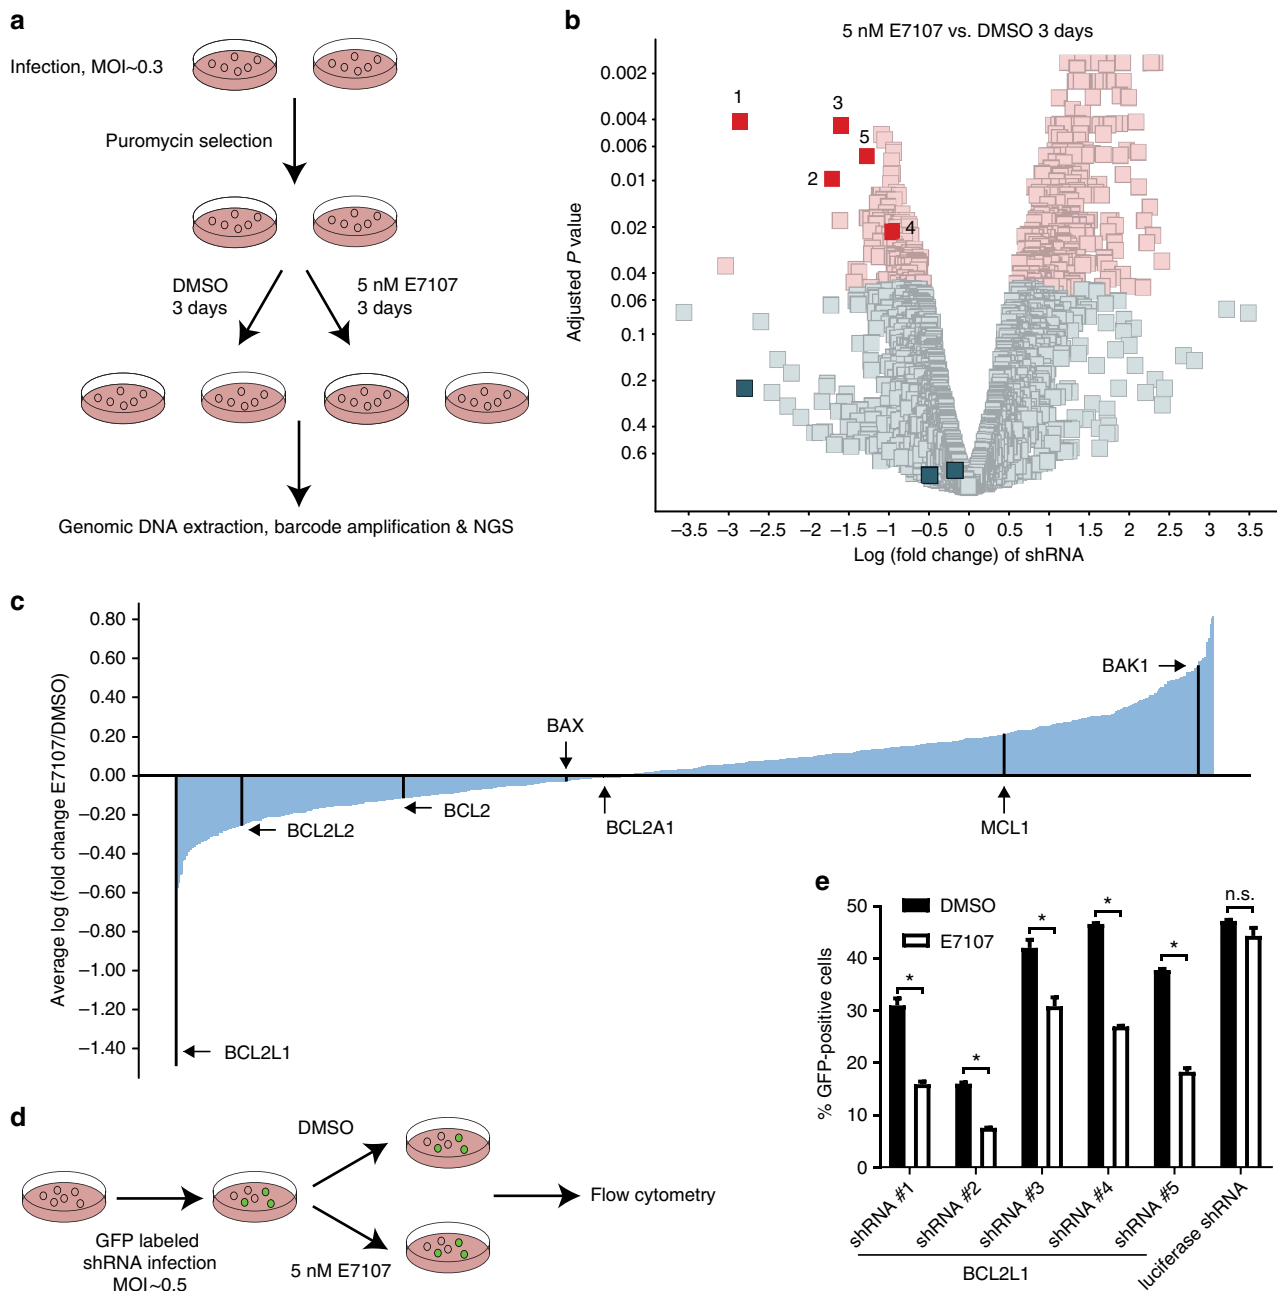 a
Infection, MOI~0.3
Puromycin selection
DMSO
3 days
5 nM E7107
3 days
Genomic DNA extraction, barcode amplification & NGS
b
5 nM E7107 vs. DMSO 3 days
Adjusted P value
0.002
0.004
0.006
0.01
0.02
0.04
0.06
0.1
0.2
0.4
0.6
1
3
5
2
4
–3.5 –3 –2.5 –2 –1.5 –1 –0.5 0 0.5 1 1.5 2 2.5 3 3.5
Log (fold change) of shRNA
c
Average log (fold change E7107/DMSO)
0.80
0.60
0.40
0.20
0.00
–0.20
–0.40
–0.60
–0.80
–1.00
–1.20
–1.40
BCL2L1
BCL2L2
BCL2
BAX
BCL2A1
MCL1
BAK1
d
GFP labeled
shRNA infection
MOI~0.5
DMSO
5 nM E7107
Flow cytometry
e
DMSO
E7107
% GFP-positive cells
50
40
30
20
10
0
* * * * * n.s.
shRNA #1
shRNA #2
shRNA #3
shRNA #4
shRNA #5
luciferase shRNA
BCL2L1